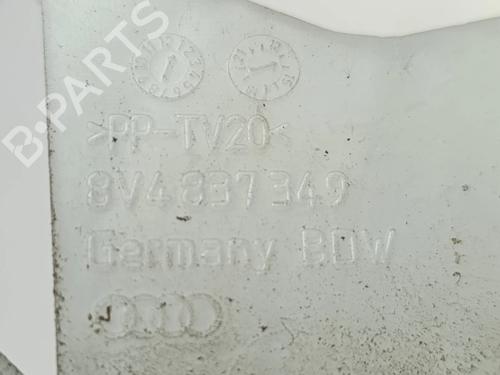 >PP-TV20<
8V4837349
Germany BDW
B-PARTS